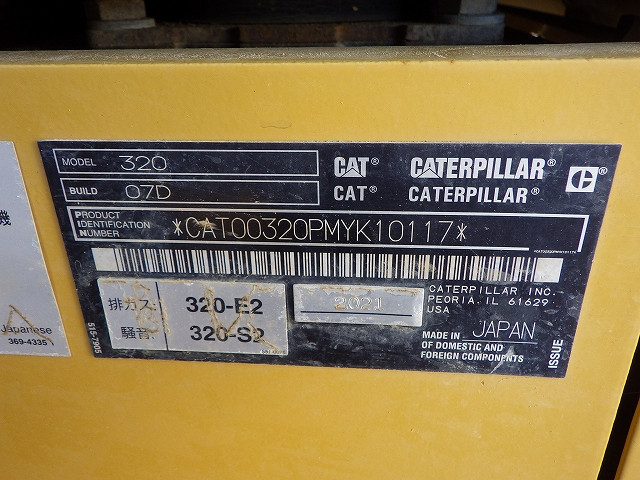 MODEL 320
BUILD 07D
PRODUCT IDENTIFICATION NUMBER *CAT00320PMYK10117*
CAT® CATERPILLAR®
CAT® CATERPILLAR®
C®
*CAT00320PMYK10117*
排ガス: 320-E2
騒音: 320-S2
2021
CATERPILLAR INC.
PEORIA, IL 61629
USA
MADE IN JAPAN
OF DOMESTIC AND
FOREIGN COMPONENTS
ISSUE
515-7905
機
Japanese
369-4335